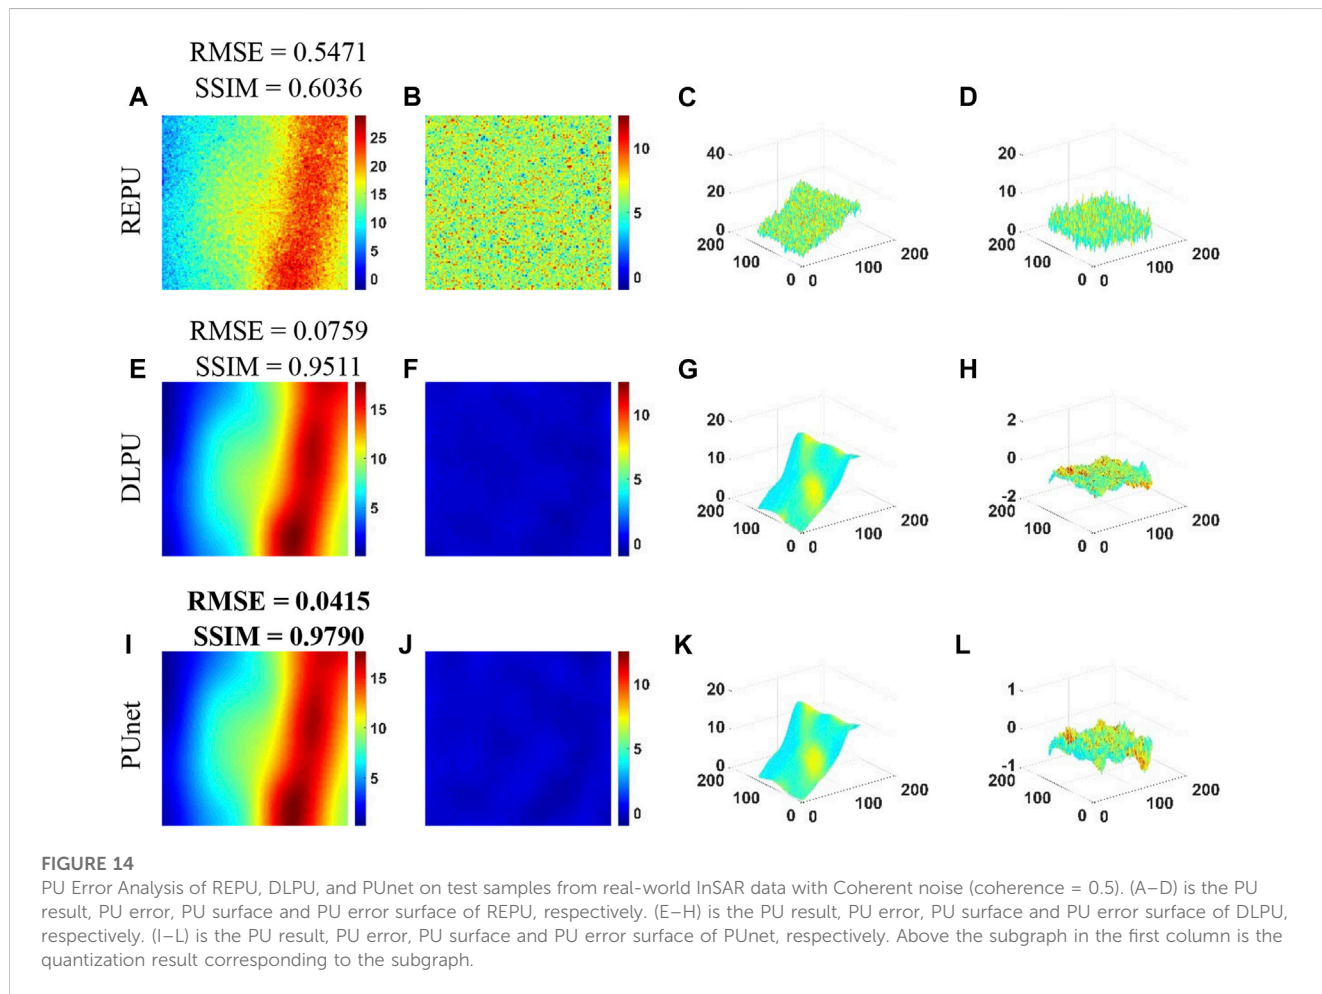 RMSE = 0.5471
SSIM = 0.6036
A
B
C
D
REPU
25
20
15
10
5
0
10
5
0
40
20
0
200
100
0
0
100
200
20
10
0
200
100
0
0
100
200
RMSE = 0.0759
SSIM = 0.9511
E
F
G
H
DLPU
15
10
5
10
5
0
20
10
0
200
100
0
0
100
200
2
0
-2
200
100
0
0
100
200
RMSE = 0.0415
SSIM = 0.9790
I
J
K
L
PUnet
15
10
5
10
5
0
20
10
0
200
100
0
0
100
200
1
0
-1
200
100
0
0
100
200
FIGURE 14
PU Error Analysis of REPU, DLPU, and PUnet on test samples from real-world InSAR data with Coherent noise (coherence = 0.5). (A–D) is the PU
result, PU error, PU surface and PU error surface of REPU, respectively. (E–H) is the PU result, PU error, PU surface and PU error surface of DLPU,
respectively. (I–L) is the PU result, PU error, PU surface and PU error surface of PUnet, respectively. Above the subgraph in the first column is the
quantization result corresponding to the subgraph.